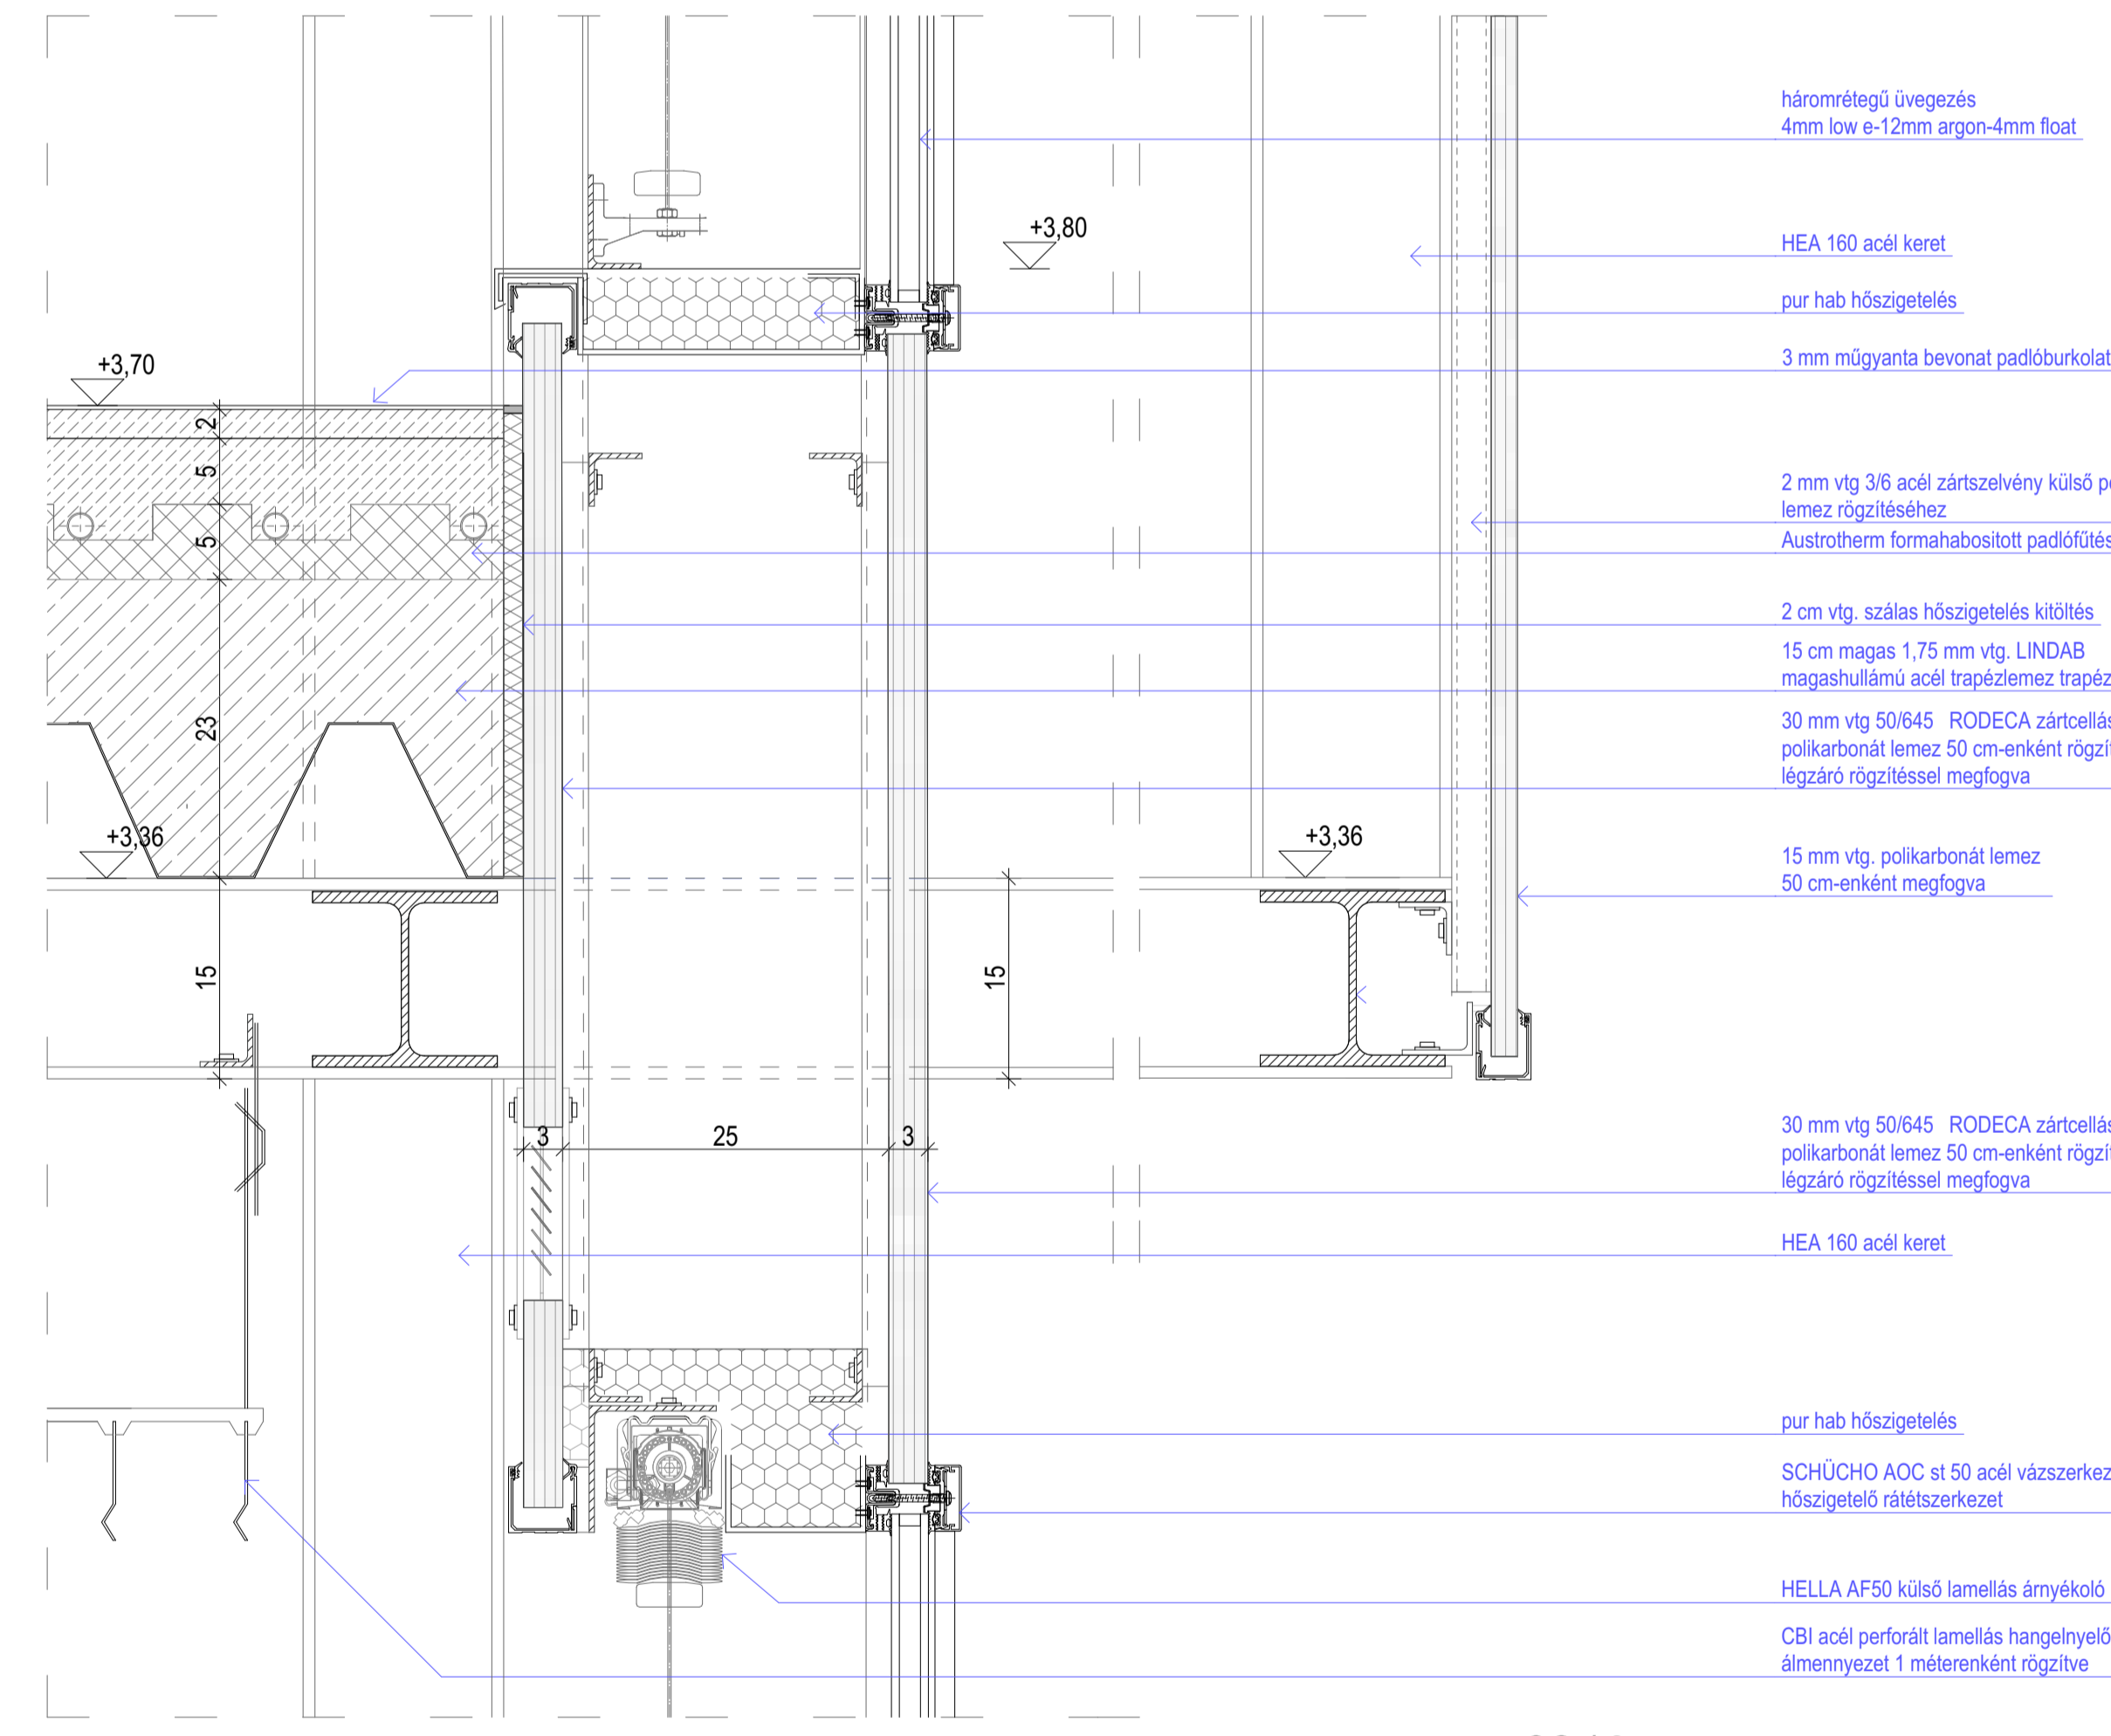 háromrétegű üvegezés
4mm low e-12mm argon-4mm float
+3,80
HEA 160 acél keret
pur hab hőszigetelés
+3,70
3 mm műgyanta bevonat padlóburkolat
2
5
2 mm vtg 3/6 acél zártszelvény külső
lemez rögzítéséhez
5
Austrotherm formahabositott padlófűtés
2 cm vtg. szálas hőszigetelés kitöltés
15 cm magas 1,75 mm vtg. LINDAB
magashullámú acél trapézlemez trapéz
23
30 mm vtg 50/645 RODECA zártcellás
polikarbonát lemez 50 cm-enként rögzí
légzáró rögzítéssel megfogva
+3,36
+3,36
15 mm vtg. polikarbonát lemez
50 cm-enként megfogva
15
15
3
25
3
30 mm vtg 50/645 RODECA zártcellás
polikarbonát lemez 50 cm-enként rögzí
légzáró rögzítéssel megfogva
HEA 160 acél keret
pur hab hőszigetelés
SCHÜCHO AOC st 50 acél vázszerkez
hőszigetelő rátétszerkezet
HELLA AF50 külső lamellás árnyékoló
CBI acél perforált lamellás hangelnyelő
álmennyezet 1 méterenként rögzítve